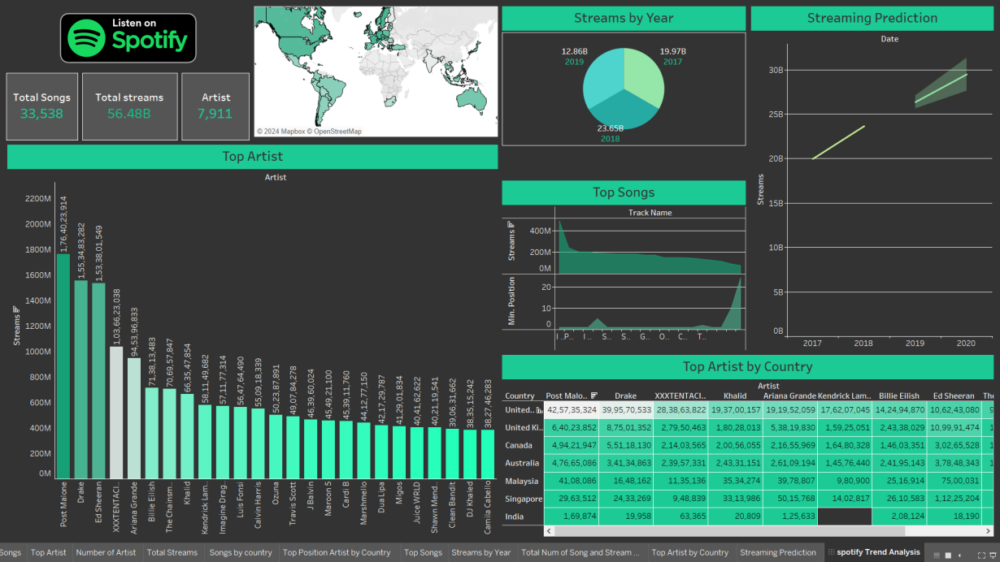 Listen on
Spotify
Total Songs
33,538
Total streams
56.48B
Artist
7,911
© 2024 Mapbox © OpenStreetMap
Streams by Year
12.86B
2019
19.97B
2017
23.65B
2018
Streaming Prediction
Date
30B
25B
20B
15B
10B
5B
0B
Streams
2017 2018 2019 2020
Top Artist
Artist
2200M
2000M
1800M
1600M
1400M
1200M
1000M
800M
600M
400M
200M
0M
Streams
1,76,40,23,914
1,55,34,83,282
1,53,38,01,549
1,03,66,23,038
94,53,96,833
71,38,13,483
70,69,57,847
66,35,47,854
58,11,49,682
57,11,77,314
56,47,64,490
55,09,18,339
50,23,87,891
49,07,84,278
46,39,60,024
45,49,21,100
45,39,11,760
44,12,77,150
42,17,29,787
41,29,01,834
40,41,62,622
40,21,19,541
39,06,31,662
38,35,15,242
38,27,46,283
Post Malone
Drake
Ed Sheeran
XXXTENTACI..
Ariana Grande
Billie Eilish
The Chainsm..
Khalid
Kendrick Lam..
Imagine Drag..
Luis Fonsi
Calvin Harris
Ozuna
Travis Scott
J Balvin
Maroon 5
Cardi B
Marshmello
Dua Lipa
Migos
Juice WRLD
Shawn Mend..
Clean Bandit
DJ Khaled
Camila Cabello
Top Songs
Track Name
Streams
400M
200M
0M
Min. Position
20
10
0
I ..P.. I .. S.. S.. G.. O.. C.. T..
Top Artist by Country
Artist
Country Post Malo.. Drake XXXTENTACI.. Khalid Ariana Grande Kendrick Lam.. Billie Eilish Ed Sheeran The
United.. 42,57,35,324 39,95,70,533 28,38,63,822 19,37,00,157 19,19,52,059 17,62,07,045 14,24,94,870 10,62,43,080 9
United Ki.. 6,40,23,852 8,75,01,352 2,79,50,463 1,80,28,013 5,38,19,830 1,59,25,051 2,43,38,029 10,99,91,474 1
Canada 4,94,21,947 5,51,18,130 2,14,03,565 2,00,56,055 2,16,55,969 1,64,80,328 1,46,03,351 3,02,65,528 1
Australia 4,76,65,086 3,41,34,863 2,39,57,331 2,43,31,151 2,61,09,194 1,45,76,440 2,41,95,143 3,78,48,343 1
Malaysia 41,08,086 16,48,162 11,35,136 35,34,274 39,78,807 9,80,900 25,16,914 75,00,031
Singapore 29,63,512 24,33,269 9,48,839 33,13,986 50,15,768 14,02,817 26,10,583 1,12,25,204
India 1,69,874 19,958 63,365 20,809 1,25,633 2,08,124 18,190
Songs Top Artist Number of Artist Total Streams Songs by country Top Position Artist by Country Top Songs Streams by Year Total Num of Song and Stream ... Top Artist by Country Streaming Prediction spotify Trend Analysis